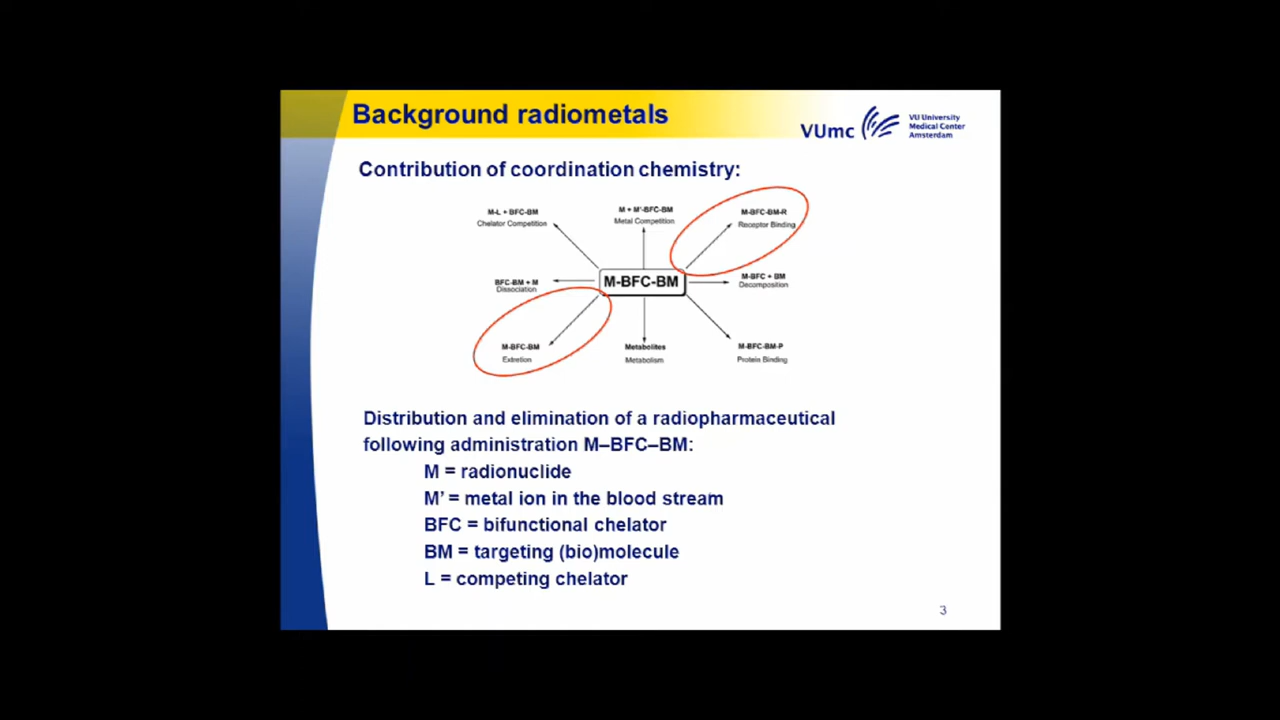 Background radiometals
VUmc
VU University
Medical Center
Amsterdam
Contribution of coordination chemistry:
M-L + BFC-BM
Chelator Competition
M + M'-BFC-BM
Metal Competition
M-BFC-BM-R
Receptor Binding
BFC-BM + M
Dissociation
M-BFC-BM
M-BFC + BM
Decomposition
M-BFC-BM
Extretion
Metabolites
Metabolism
M-BFC-BM-P
Protein Binding
Distribution and elimination of a radiopharmaceutical
following administration M–BFC–BM:
M = radionuclide
M’ = metal ion in the blood stream
BFC = bifunctional chelator
BM = targeting (bio)molecule
L = competing chelator
3